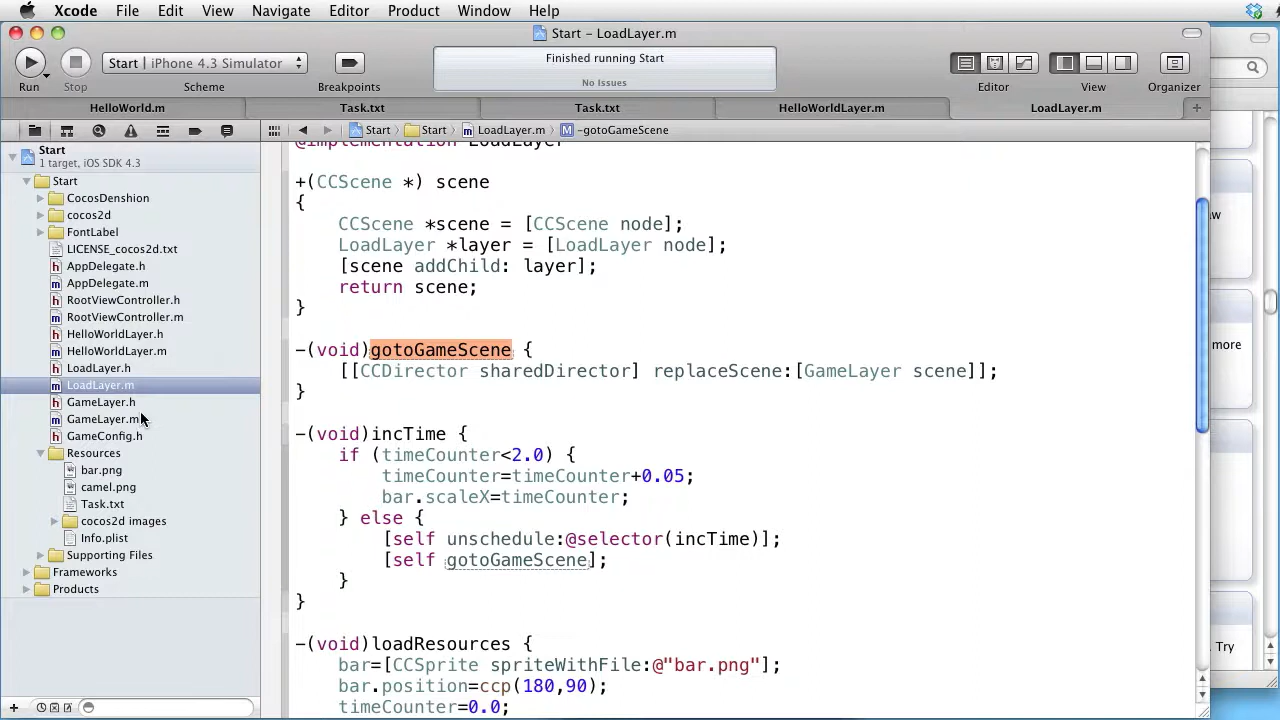 Xcode File Edit View Navigate Editor Product Window Help
Start – LoadLayer.m
Start | iPhone 4.3 Simulator
Finished running Start
No Issues
Run Stop Scheme Breakpoints Editor View Organizer
HelloWorld.m Task.txt Task.txt HelloWorldLayer.m LoadLayer.m
Start Start LoadLayer.m -gotoGameScene
Start
1 target, iOS SDK 4.3
Start
CocosDenshion
cocos2d
FontLabel
LICENSE_cocos2d.txt
AppDelegate.h
AppDelegate.m
RootViewController.h
RootViewController.m
HelloWorldLayer.h
HelloWorldLayer.m
LoadLayer.h
LoadLayer.m
GameLayer.h
GameLayer.m
GameConfig.h
Resources
bar.png
camel.png
Task.txt
cocos2d images
Info.plist
Supporting Files
Frameworks
Products
@implementation LoadLayer
+(CCScene *) scene
{
CCScene *scene = [CCScene node];
LoadLayer *layer = [LoadLayer node];
[scene addChild: layer];
return scene;
}
-(void)gotoGameScene {
[[CCDirector sharedDirector] replaceScene:[GameLayer scene]];
}
-(void)incTime {
if (timeCounter<2.0) {
timeCounter=timeCounter+0.05;
bar.scaleX=timeCounter;
} else {
[self unschedule:@selector(incTime)];
[self gotoGameScene];
}
}
-(void)loadResources {
bar=[CCSprite spriteWithFile:@"bar.png"];
bar.position=ccp(180,90);
timeCounter=0.0;
more
. Try